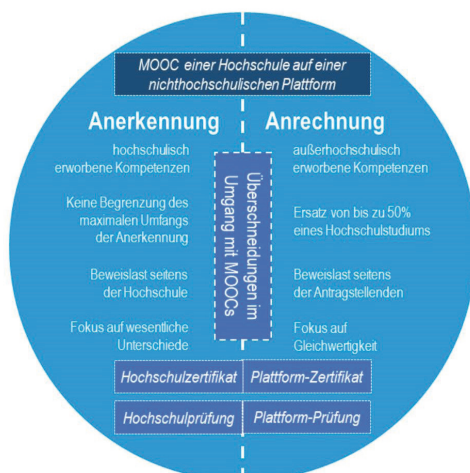 MOOC einer Hochschule auf einer
nichthochschulischen Plattform
Anerkennung
hochschulisch
erworbene Kompetenzen
Keine Begrenzung des
maximalen Umfangs
der Anerkennung
Beweislast seitens
der Hochschule
Fokus auf wesentliche
Unterschiede
Überschneidungen im
Umgang mit MOOCs
Anrechnung
außerhochschulisch
erworbene Kompetenzen
Ersatz von bis zu 50%
eines Hochschulstudiums
Beweislast seitens
der Antragstellenden
Fokus auf
Gleichwertigkeit
Hochschulzertifikat
Plattform-Zertifikat
Hochschulprüfung
Plattform-Prüfung